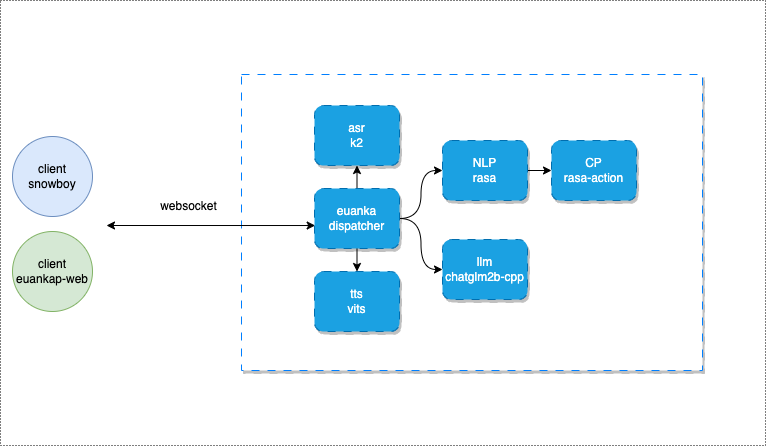 asr
k2
client
snowboy
NLP
rasa
CP
rasa-action
websocket
euanka
dispatcher
client
euankap-web
llm
chatglm2b-cpp
tts
vits